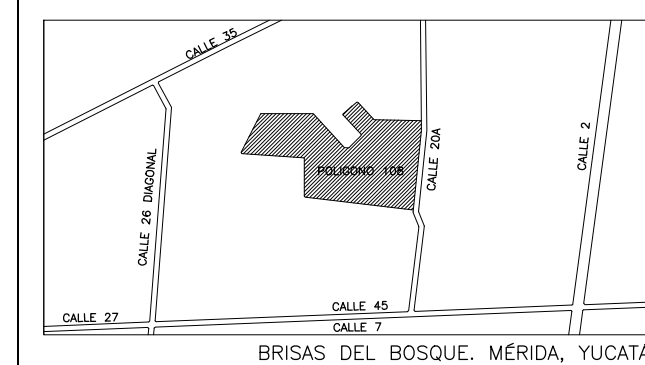 CALLE 35
CALLE 2
CALLE 20A
POLIGONO 108
CALLE 26 DIAGONAL
CALLE 45
CALLE 27
CALLE 7
BRISAS DEL BOSQUE. MÉRIDA, YUCATÁ